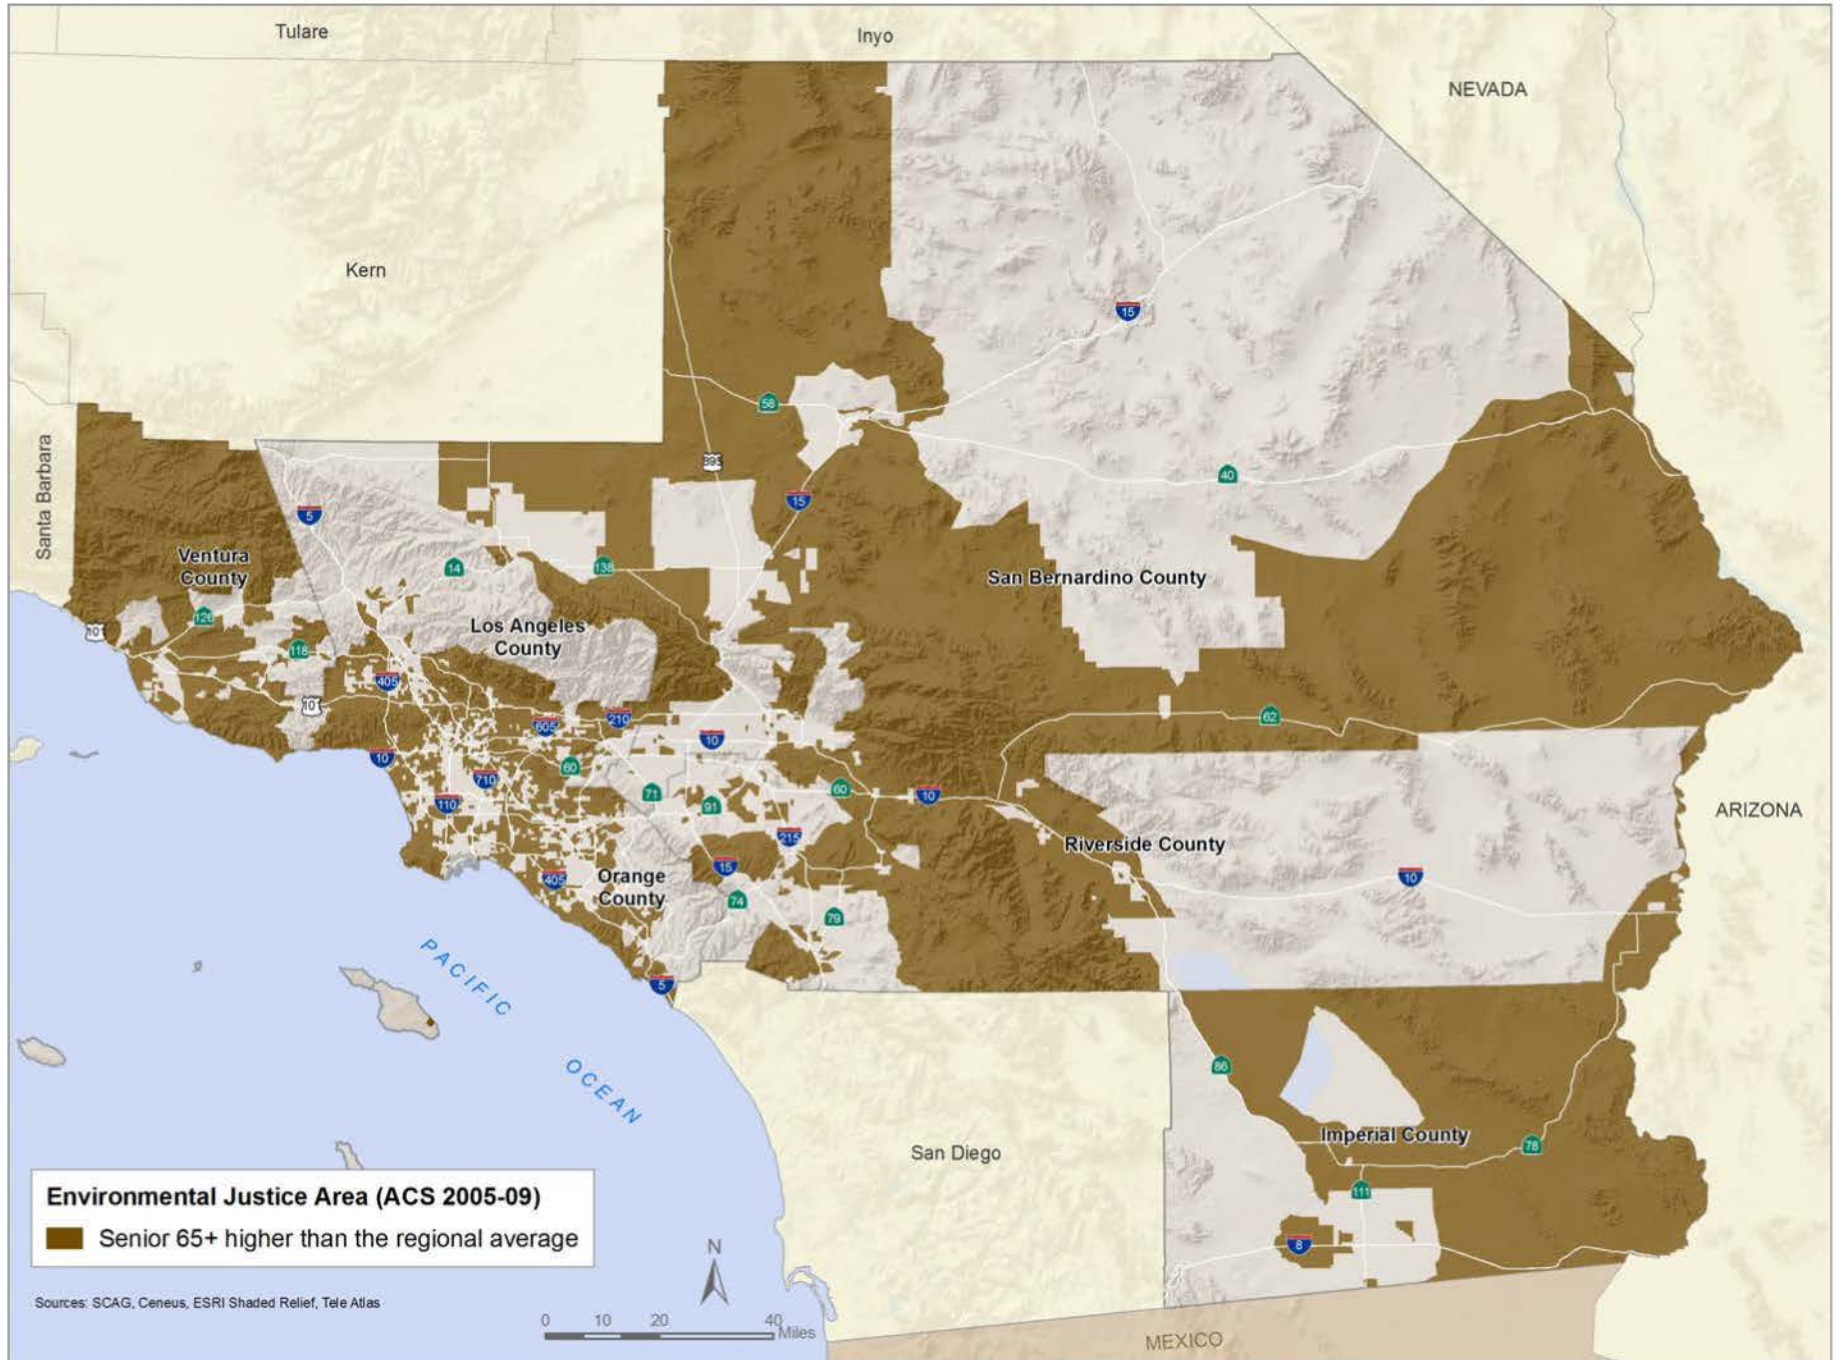 Tulare
Inyo
NEVADA
Kern
15
58
395
40
15
Santa Barbara
5
Ventura
County
14
138
San Bernardino County
126
101
Los Angeles
County
118
405
101
605
210
62
10
10
60
710
71
91
60
10
110
ARIZONA
215
Riverside County
15
10
405
Orange
County
74
79
PACIFIC
5
OCEAN
86
Imperial County
78
San Diego
111
8
Environmental Justice Area (ACS 2005-09)
Senior 65+ higher than the regional average
N
Sources: SCAG, Ceneus, ESRI Shaded Relief, Tele Atlas
0 10 20 40
Miles
MEXICO